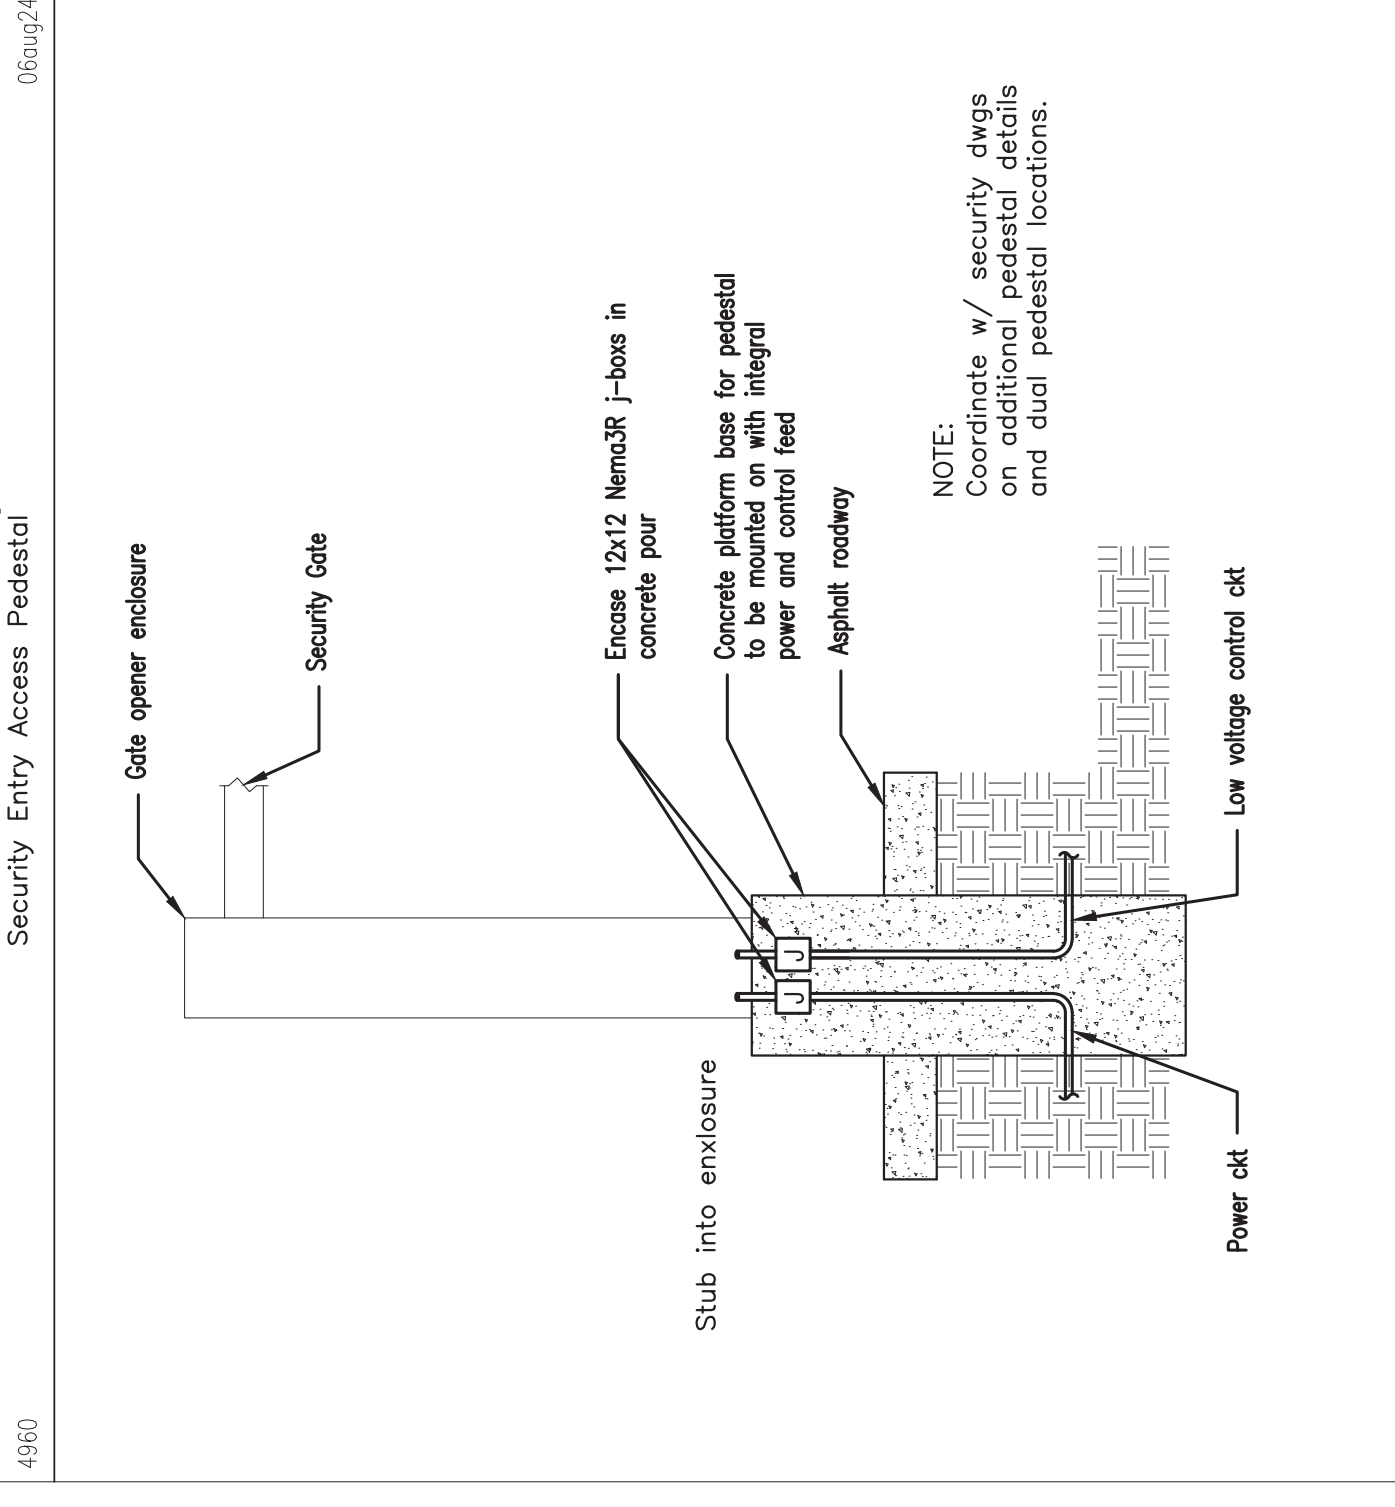 4960
Security Entry Access Pedestal
06aug24
Gate opener enclosure
Security Gate
Encase 12x12 Nema3R j-boxs in
concrete pour
Concrete platform base for pedestal
to be mounted on with integral
power and control feed
Stub into enxlosure
Asphalt roadway
J
J
NOTE:
Coordinate w/ security dwgs
on additional pedestal details
and dual pedestal locations.
Power ckt
Low voltage control ckt